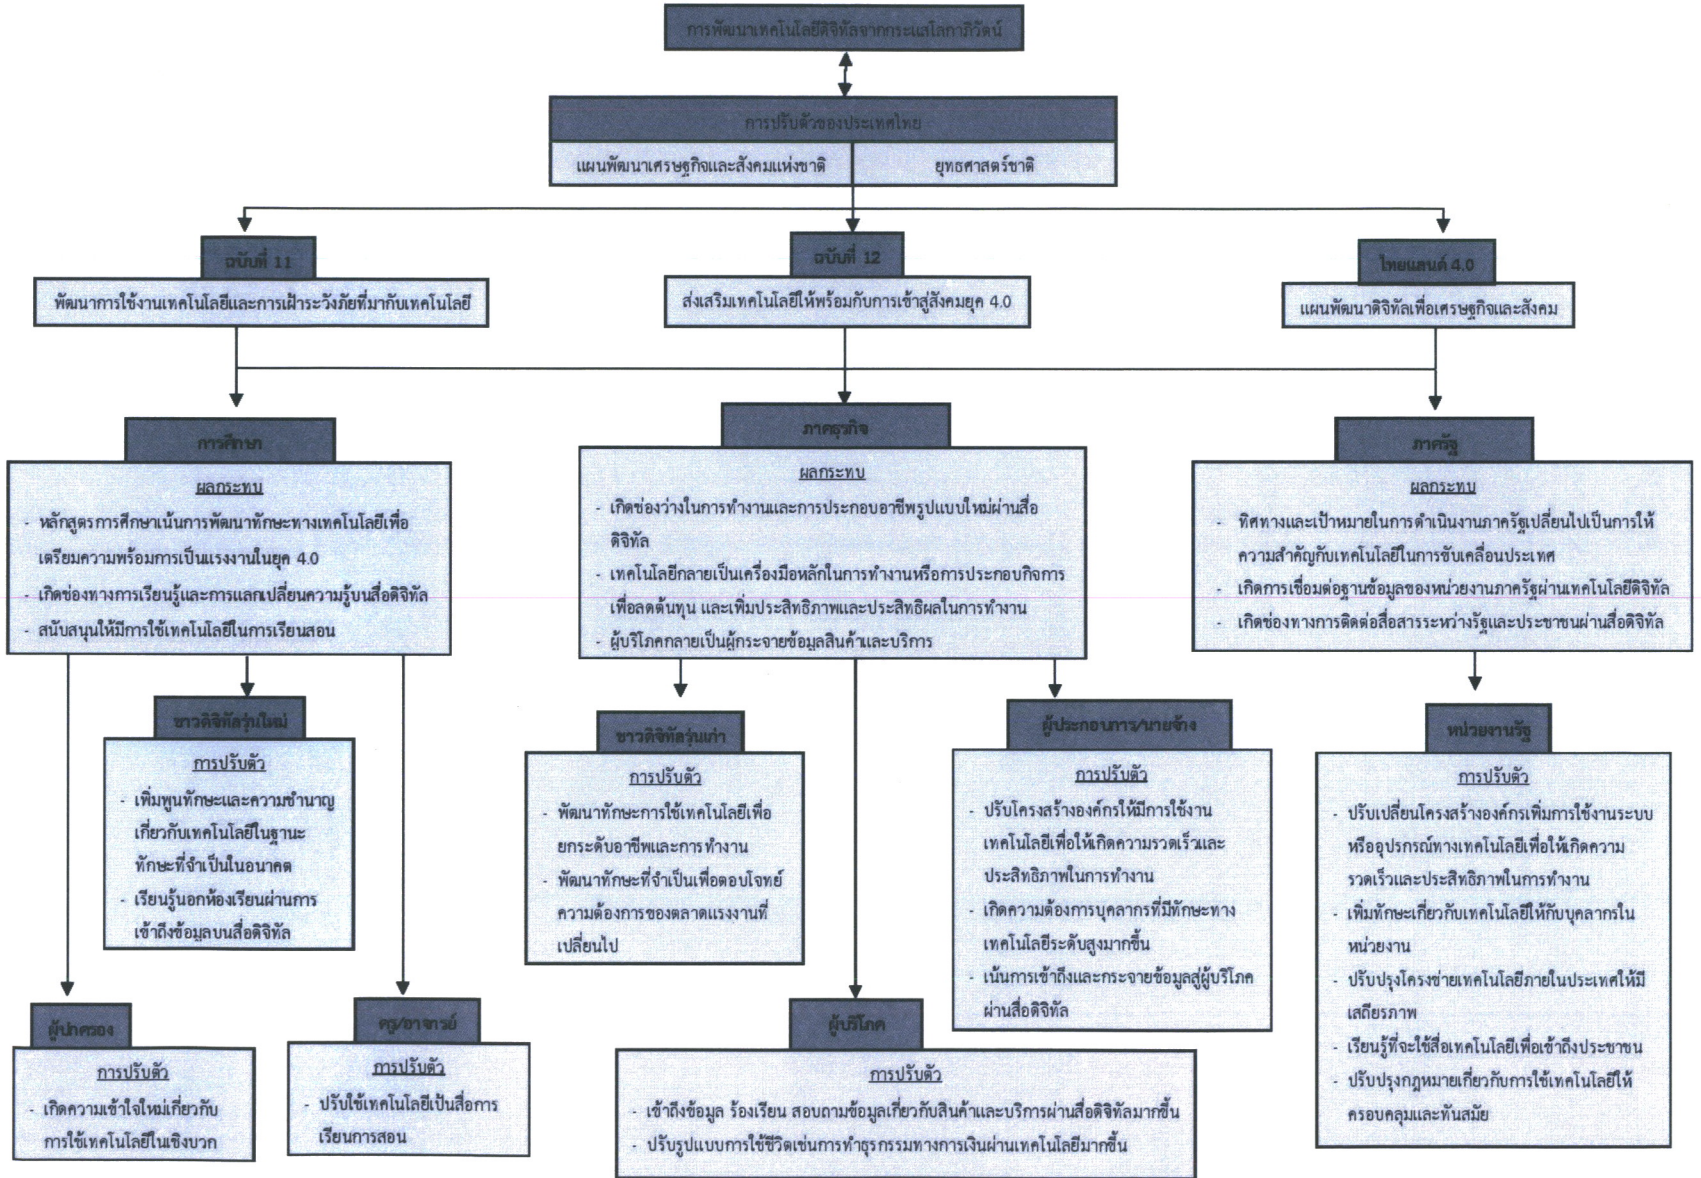 การพัฒนาเทคโนโลยีดิจิทัลจากกระแสโลกาภิวัตน์
การปรับตัวของประเทศไทย
แผนพัฒนาเศรษฐกิจและสังคมแห่งชาติ
ยุทธศาสตร์ชาติ
ฉบับที่ 11
พัฒนาการใช้งานเทคโนโลยีและการเฝ้าระวังภัยที่มากับเทคโนโลยี
ฉบับที่ 12
ส่งเสริมเทคโนโลยีให้พร้อมกับการเข้าสู่สังคมยุค 4.0
ไทยแลนด์ 4.0
แผนพัฒนาดิจิทัลเพื่อเศรษฐกิจและสังคม
การศึกษา
ผลกระทบ
- หลักสูตรการศึกษาเน้นการพัฒนาทักษะทางเทคโนโลยีเพื่อ
เตรียมความพร้อมการเป็นแรงงานในยุค 4.0
- เกิดช่องทางการเรียนรู้และการแลกเปลี่ยนความรู้บนสื่อดิจิทัล
- สนับสนุนให้มีการใช้เทคโนโลยีในการเรียนสอน
ภาคธุรกิจ
ผลกระทบ
- เกิดช่องว่างในการทำงานและการประกอบอาชีพรูปแบบใหม่ผ่านสื่อ
ดิจิทัล
- เทคโนโลยีกลายเป็นเครื่องมือหลักในการทำงานหรือการประกอบกิจการ
เพื่อลดต้นทุน และเพิ่มประสิทธิภาพและประสิทธิผลในการทำงาน
- ผู้บริโภคกลายเป็นผู้กระจายข้อมูลสินค้าและบริการ
ภาครัฐ
ผลกระทบ
- ทิศทางและเป้าหมายในการดำเนินงานภาครัฐเปลี่ยนไปเป็นการให้
ความสำคัญกับเทคโนโลยีในการขับเคลื่อนประเทศ
- เกิดการเชื่อมต่อฐานข้อมูลของหน่วยงานภาครัฐผ่านเทคโนโลยีดิจิทัล
- เกิดช่องทางการติดต่อสื่อสารระหว่างรัฐและประชาชนผ่านสื่อดิจิทัล
ชาวดิจิทัลรุ่นใหม่
การปรับตัว
- เพิ่มพูนทักษะและความชำนาญ
เกี่ยวกับเทคโนโลยีในฐานะ
ทักษะที่จำเป็นในอนาคต
- เรียนรู้นอกห้องเรียนผ่านการ
เข้าถึงข้อมูลบนสื่อดิจิทัล
ชาวดิจิทัลรุ่นเก่า
การปรับตัว
- พัฒนาทักษะการใช้เทคโนโลยีเพื่อ
ยกระดับอาชีพและการทำงาน
- พัฒนาทักษะที่จำเป็นเพื่อตอบโจทย์
ความต้องการของตลาดแรงงานที่
เปลี่ยนไป
ผู้ประกอบการ/นายจ้าง
การปรับตัว
- ปรับโครงสร้างองค์กรให้มีการใช้งาน
เทคโนโลยีเพื่อให้เกิดความรวดเร็วและ
ประสิทธิภาพในการทำงาน
- เกิดความต้องการบุคลากรที่มีทักษะทาง
เทคโนโลยีระดับสูงมากขึ้น
- เน้นการเข้าถึงและกระจายข้อมูลสู่ผู้บริโภค
ผ่านสื่อดิจิทัล
หน่วยงานรัฐ
การปรับตัว
- ปรับเปลี่ยนโครงสร้างองค์กรเพิ่มการใช้งานระบบ
หรืออุปกรณ์ทางเทคโนโลยีเพื่อให้เกิดความ
รวดเร็วและประสิทธิภาพในการทำงาน
- เพิ่มทักษะเกี่ยวกับเทคโนโลยีให้กับบุคลากรใน
หน่วยงาน
- ปรับปรุงโครงข่ายเทคโนโลยีภายในประเทศให้มี
เสถียรภาพ
- เรียนรู้ที่จะใช้สื่อเทคโนโลยีเพื่อเข้าถึงประชาชน
- ปรับปรุงกฎหมายเกี่ยวกับการใช้เทคโนโลยีให้
ครอบคลุมและทันสมัย
ผู้ปกครอง
การปรับตัว
- เกิดความเข้าใจใหม่เกี่ยวกับ
การใช้เทคโนโลยีในเชิงบวก
ครู/อาจารย์
การปรับตัว
- ปรับใช้เทคโนโลยีเป็นสื่อการ
เรียนการสอน
ผู้บริโภค
การปรับตัว
- เข้าถึงข้อมูล ร้องเรียน สอบถามข้อมูลเกี่ยวกับสินค้าและบริการผ่านสื่อดิจิทัลมากขึ้น
- ปรับรูปแบบการใช้ชีวิตเช่นการทำธุรกรรมทางการเงินผ่านเทคโนโลยีมากขึ้น